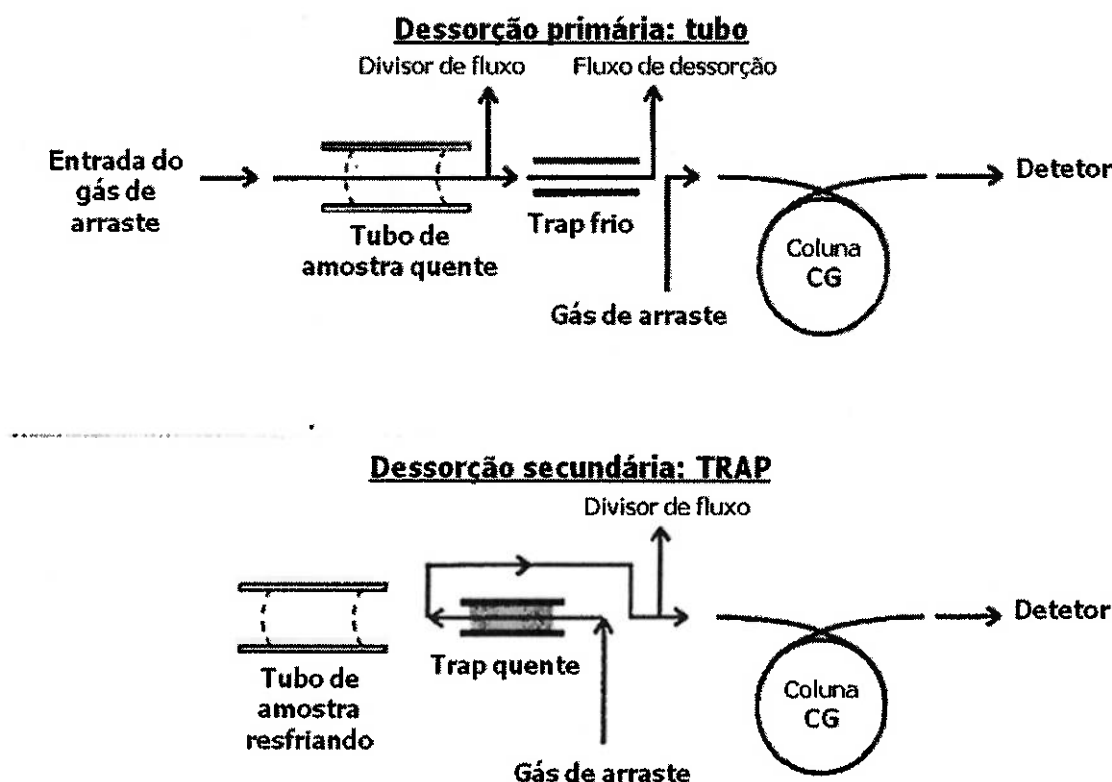 Dessorção primária: tubo
Divisor de fluxo
Fluxo de dessorção
Entrada do
gás de
arraste
Tubo de
amostra quente
Trap frio
Gás de arraste
Coluna
CG
Detetor
Dessorção secundária: TRAP
Divisor de fluxo
Tubo de
amostra
resfriando
Trap quente
Gás de arraste
Coluna
CG
Detetor